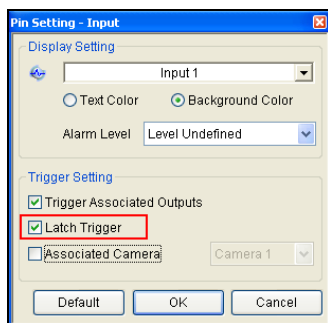 Pin Setting - Input
Display Setting
Input 1
Text Color Background Color
Alarm Level Level Undefined
Trigger Setting
Trigger Associated Outputs
Latch Trigger
Associated Camera Camera 1
Default OK Cancel